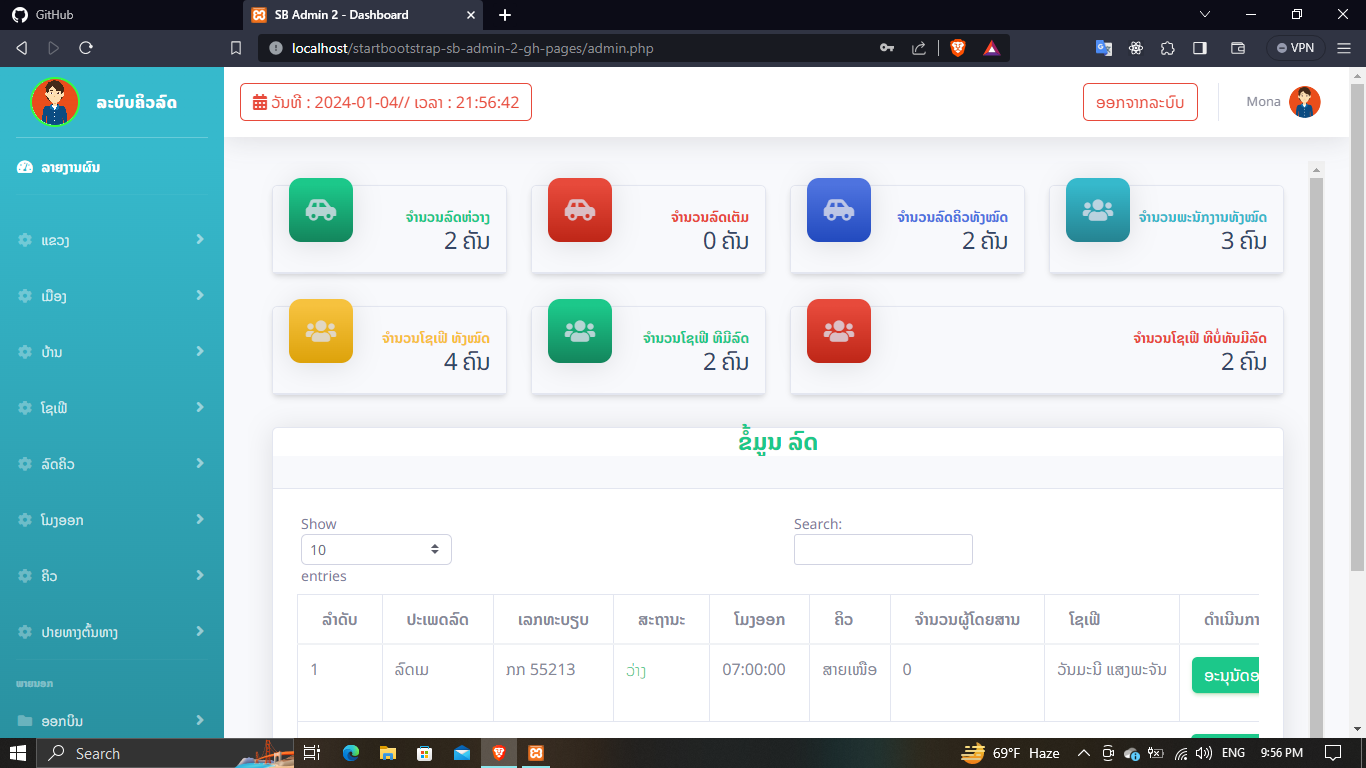 GitHub
SB Admin 2 - Dashboard
localhost/startbootstrap-sb-admin-2-gh-pages/admin.php
VPN
ລະບົບຄິວລົດ
ວັນທີ : 2024-01-04// ເວລາ : 21:56:42
ອອກຈາກລະບົບ
Mona
ລາຍງານຜົນ
ແຂວງ
ເມືອງ
ບ້ານ
ໂຊເຟີ
ລົດຄິວ
ໂມງອອກ
ຄິວ
ປາຍທາງຕົ້ນທາງ
ພາຍນອກ
ອອກບິນ
ຈຳນວນລົດຫ່ວາງ
2 ຄັນ
ຈຳນວນລົດເຕັມ
0 ຄັນ
ຈຳນວນລົດຄິວທັງໝົດ
2 ຄັນ
ຈຳນວນພະນັກງານທັງໝົດ
3 ຄົນ
ຈຳນວນໂຊເຟີ ທັງໝົດ
4 ຄົນ
ຈຳນວນໂຊເຟີ ທີມີລົດ
2 ຄົນ
ຈຳນວນໂຊເຟີ ທີບໍ່ທັນມີລົດ
2 ຄົນ
ຂໍ້ມູນ ລົດ
Show
10
entries
Search:
ລຳດັບ ປະເພດລົດ ເລກທະບຽນ ສະຖານະ ໂມງອອກ ຄິວ ຈຳນວນຜູ້ໂດຍສານ ໂຊເຟີ ດຳເນີນກາ
1 ລົດເມ ກກ 55213 ວ່າງ 07:00:00 ສາຍເໜືອ 0 ວັນມະນີ ແສງພະຈັນ ອະນຸມັດອ
Search
69°F Haze
ENG
9:56 PM